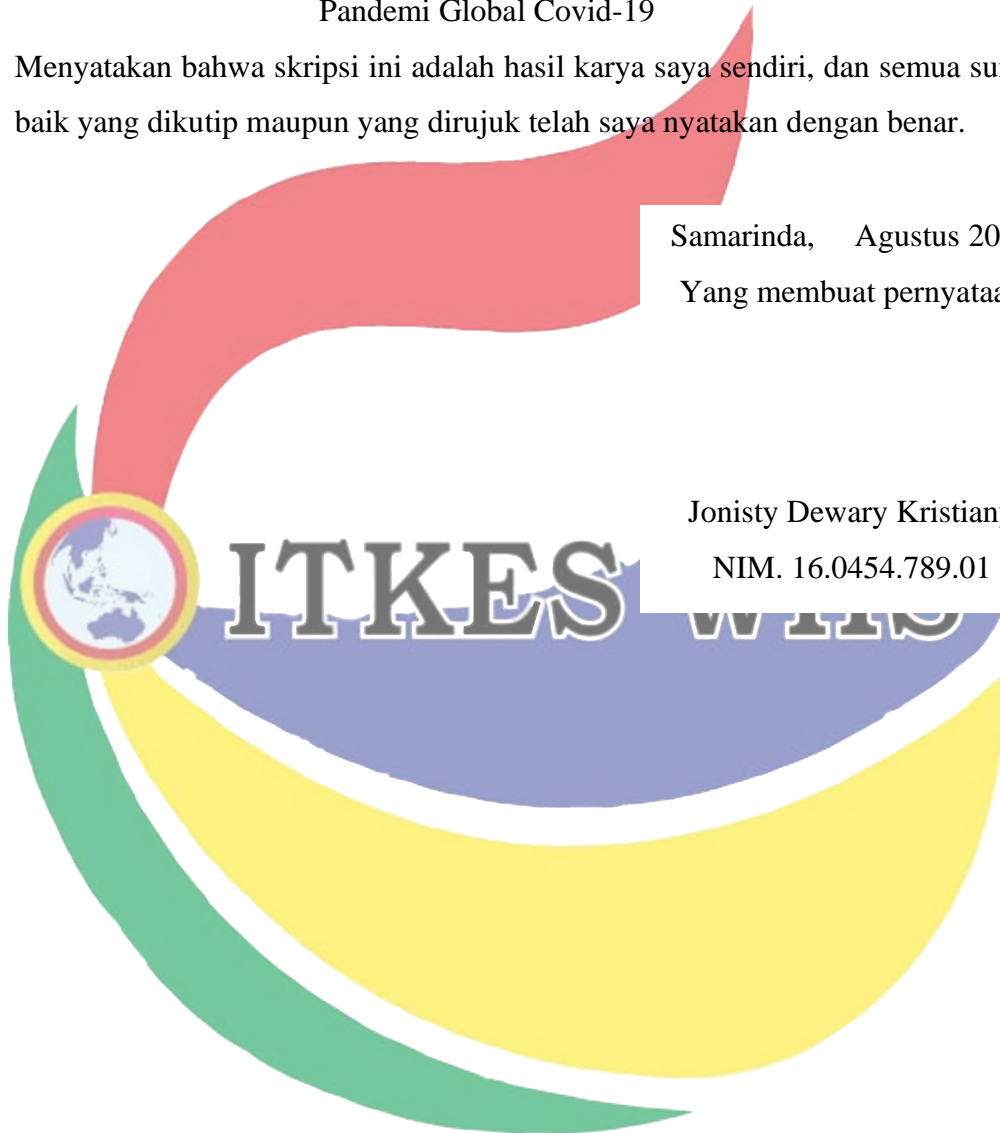 Pandemi Global Covid-19
Menyatakan bahwa skripsi ini adalah hasil karya saya sendiri, dan semua
baik yang dikutip maupun yang dirujuk telah saya nyatakan dengan benar.
Samarinda, Agustus
Yang membuat
Jonisty Dewary
NIM. 16.0454.789.01
ITKES